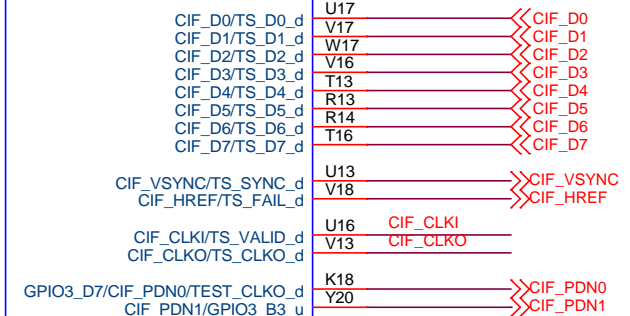 CIF_D0/TS_D0_d U17 CIF_D0
CIF_D1/TS_D1_d V17 CIF_D1
CIF_D2/TS_D2_d W17 CIF_D2
CIF_D3/TS_D3_d V16 CIF_D3
CIF_D4/TS_D4_d T13 CIF_D4
CIF_D5/TS_D5_d R13 CIF_D5
CIF_D6/TS_D6_d R14 CIF_D6
CIF_D7/TS_D7_d T16 CIF_D7
CIF_VSYNC/TS_SYNC_d U13 CIF_VSYNC
CIF_HREF/TS_FAIL_d V18 CIF_HREF
CIF_CLKI/TS_VALID_d U16 CIF_CLKI
CIF_CLKO/TS_CLKO_d V13 CIF_CLKO
GPIO3_D7/CIF_PDN0/TEST_CLKO_d K18 CIF_PDN0
CIF_PDN1/GPIO3_B3_u Y20 CIF_PDN1